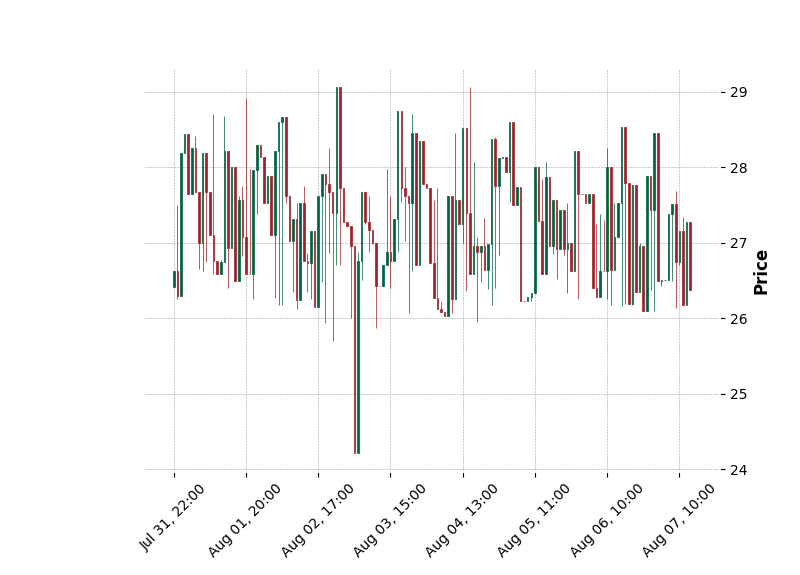 29
28
27
26
25
24
Price
Jul 31, 22:00
Aug 01, 20:00
Aug 02, 17:00
Aug 03, 15:00
Aug 04, 13:00
Aug 05, 11:00
Aug 06, 10:00
Aug 07, 10:00